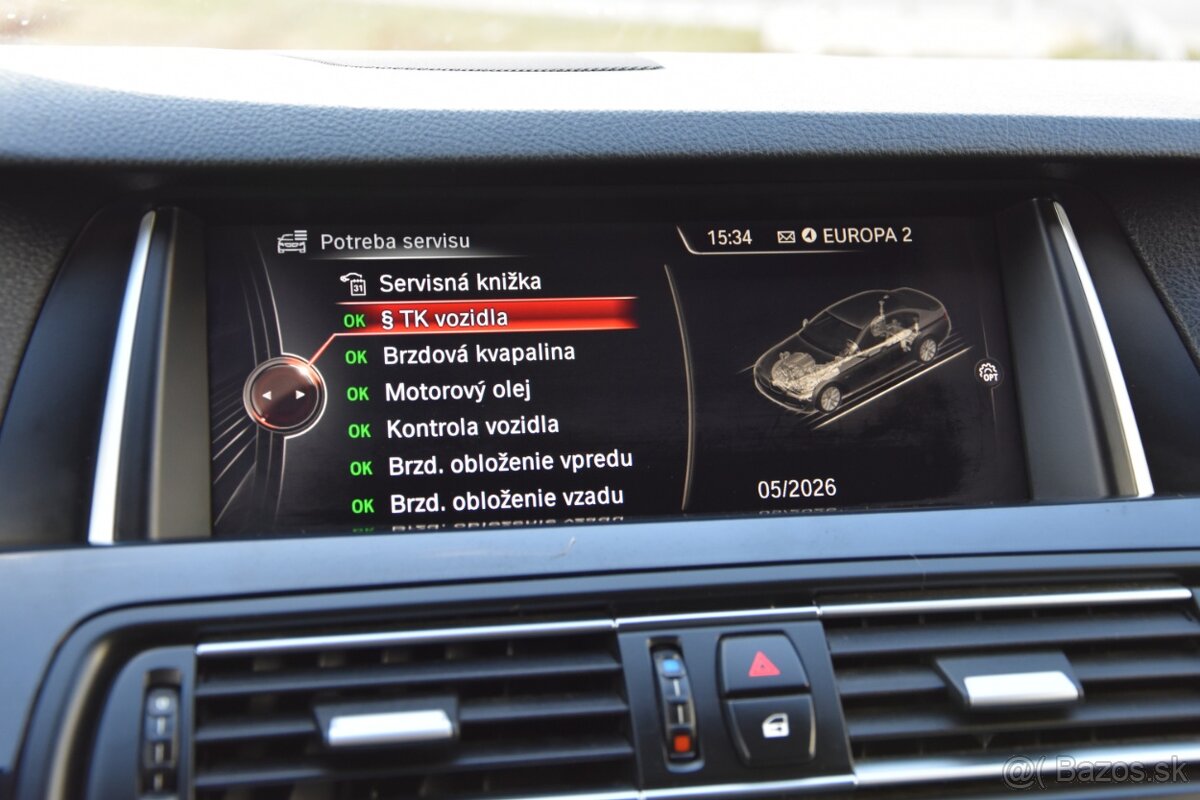 Potreba servisu
15:34 EUROPA 2
Servisná knižka
31
OK § TK vozidla
OK Brzdová kvapalina
OK Motorový olej
OK Kontrola vozidla
OK Brzd. obloženie vpredu
OK Brzd. obloženie vzadu
OPT
05/2026
Bazos.sk